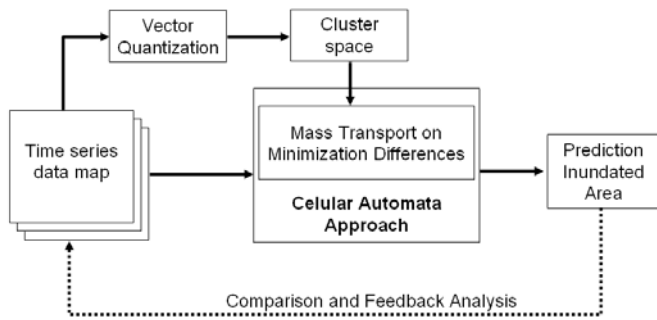 Vector
Quantization
Cluster
space
Time series
data map
Mass Transport on
Minimization Differences
Celular Automata
Approach
Prediction
Inundated
Area
Comparison and Feedback Analysis